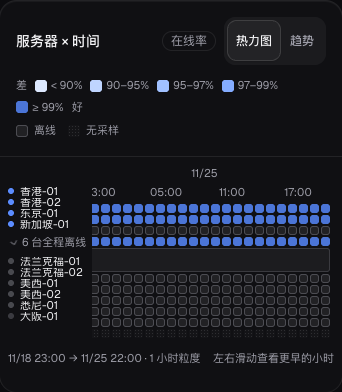 服务器 × 时间 在线率 热力图 趋势
差 < 90% 90–95% 95–97% 97–99%
≥ 99% 好
离线 无采样
11/25
3:00 05:00 11:00 17:00
香港-01
香港-02
东京-01
新加坡-01
6 台全程离线
法兰克福-01
法兰克福-02
美西-01
美西-02
悉尼-01
大阪-01
11/18 23:00 → 11/25 22:00 · 1 小时粒度 左右滑动查看更早的小时